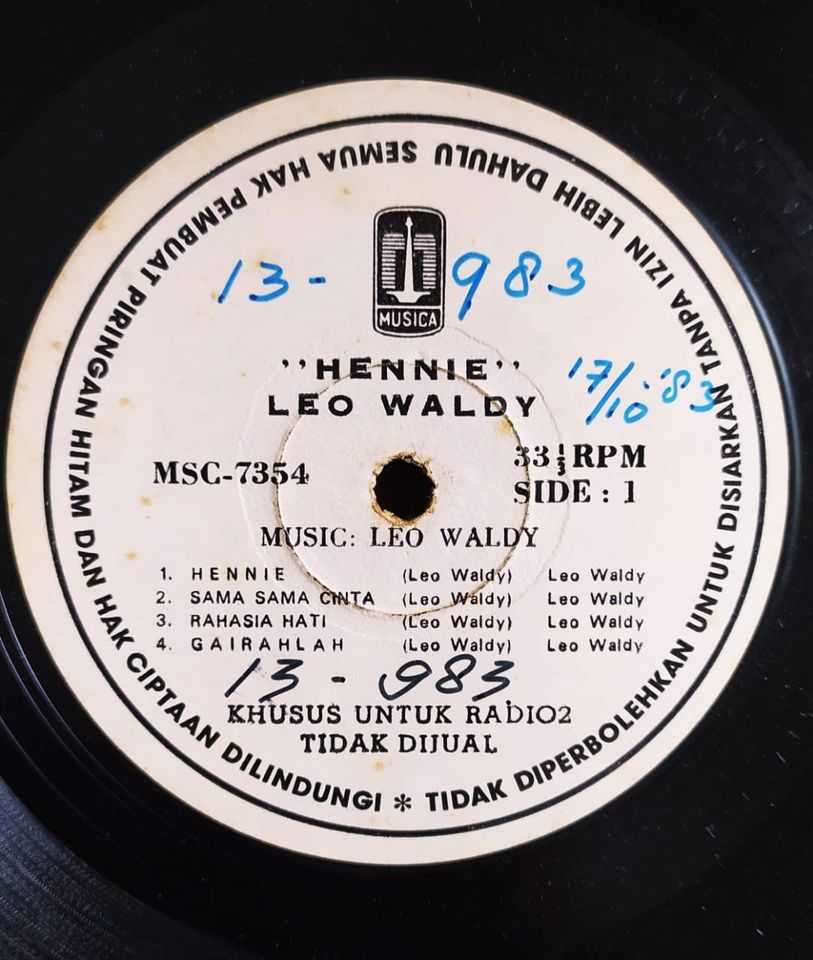 SEMUA HAK PEMBUAT PIRINGAN HITAM DAN HAK CIPTAAN DILINDUNGI * TIDAK DIPERBOLEHKAN UNTUK DISIARKAN TANPA IZIN LEBIH DAHULU
13 - 983
MUSICA
''HENNIE''
17/10 '83
LEO WALDY
MSC-7354
33⅓ RPM
SIDE : 1
MUSIC: LEO WALDY
1. HENNIE (Leo Waldy) Leo Waldy
2. SAMA SAMA CINTA (Leo Waldy) Leo Waldy
3. RAHASIA HATI (Leo Waldy) Leo Waldy
4. GAIRAHLAH (Leo Waldy) Leo Waldy
13 - 983
KHUSUS UNTUK RADIO2
TIDAK DIJUAL